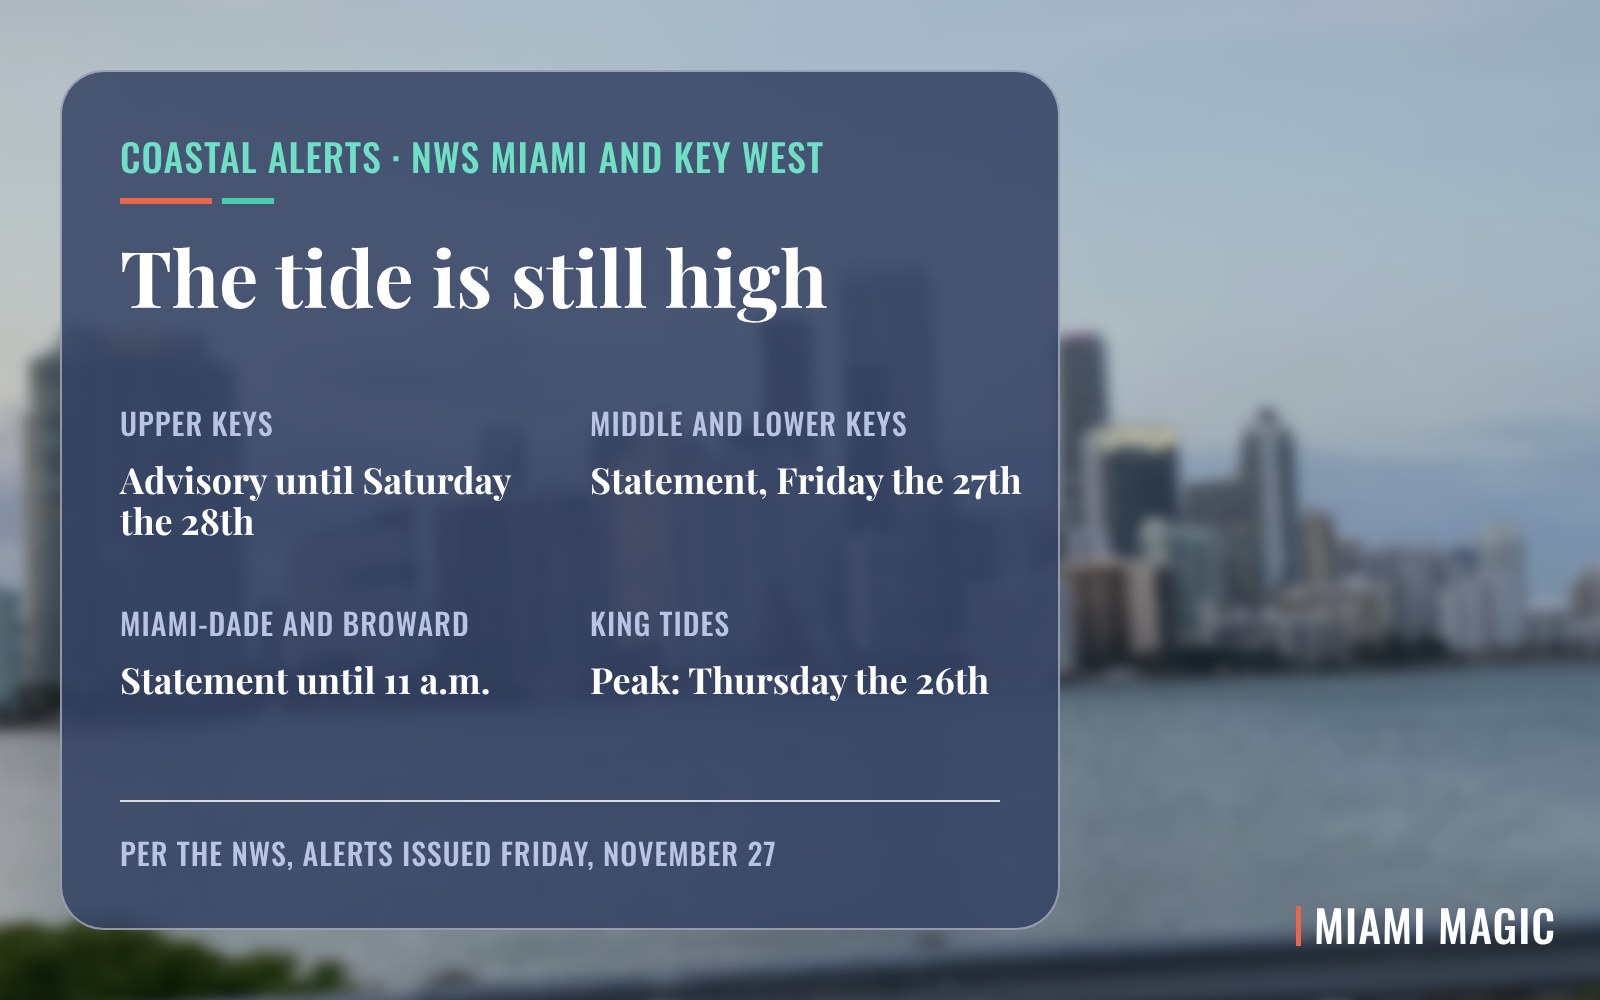 COASTAL ALERTS · NWS MIAMI AND KEY WEST
The tide is still high
UPPER KEYS
Advisory until Saturday
the 28th
MIDDLE AND LOWER KEYS
Statement, Friday the 27th
MIAMI-DADE AND BROWARD
Statement until 11 a.m.
KING TIDES
Peak: Thursday the 26th
PER THE NWS, ALERTS ISSUED FRIDAY, NOVEMBER 27
MIAMI MAGIC